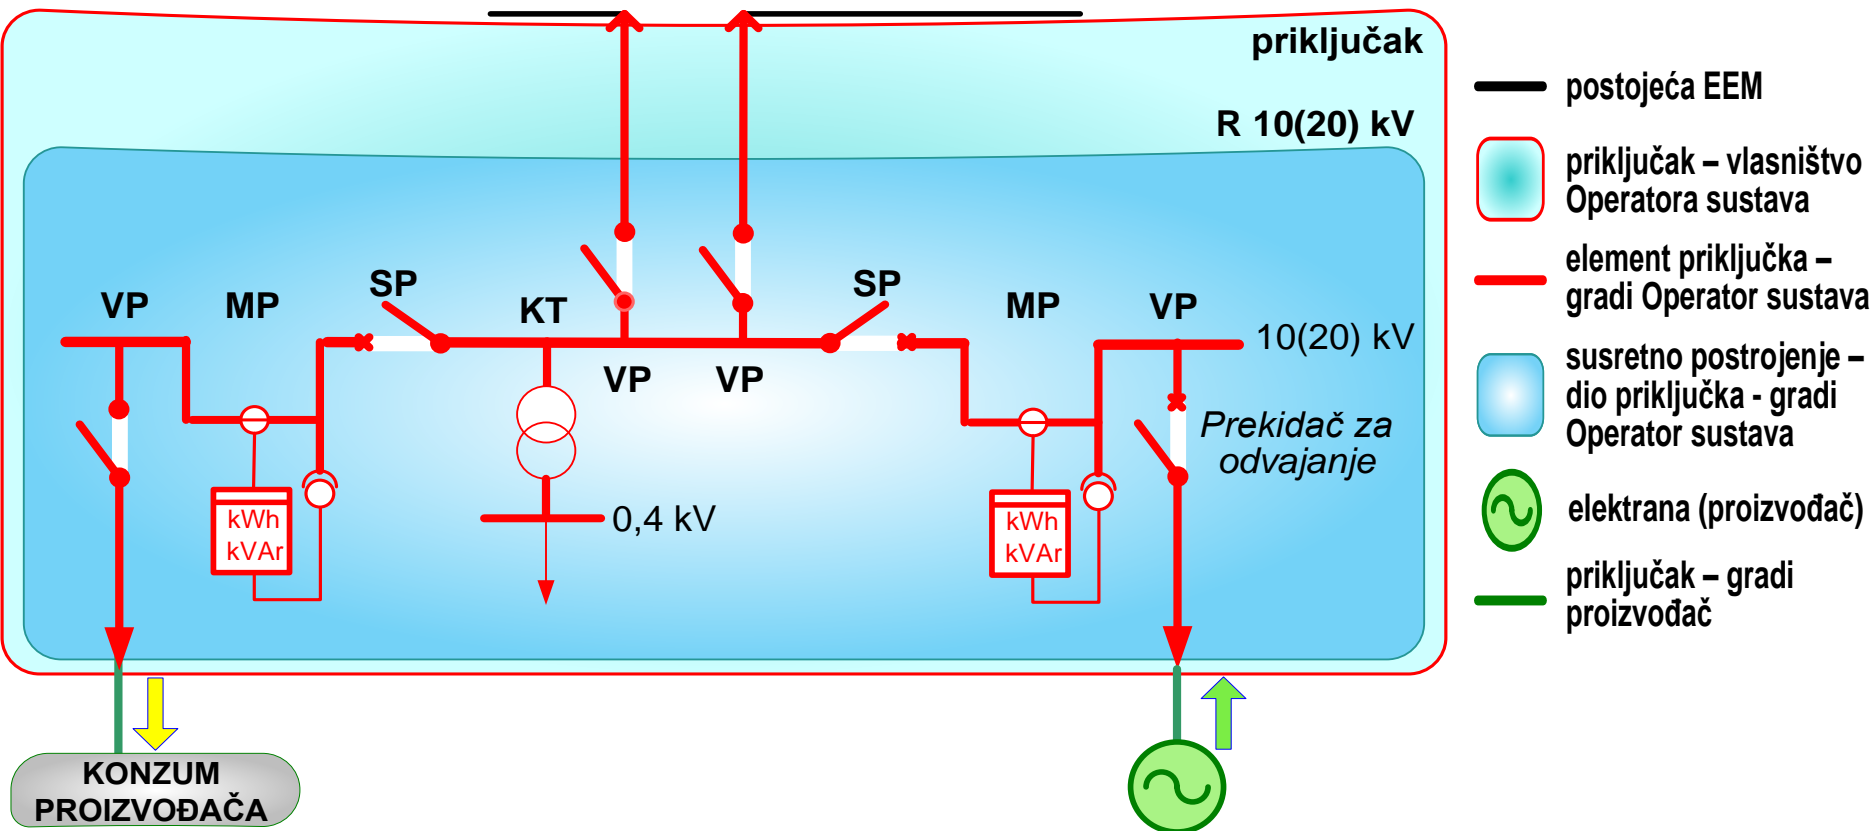 priključak
R 10(20) kV
VP
MP
SP
KT
SP
MP
VP
10(20) kV
VP
VP
Prekidač za
odvajanje
kWh
kVAr
0,4 kV
kWh
kVAr
KONZUM
PROIZVOĐAČA
postojeća EEM
priključak – vlasništvo
Operatora sustava
element priključka –
gradi Operator sustava
susretno postrojenje –
dio priključka - gradi
Operator sustava
elektrana (proizvođač)
priključak – gradi
proizvođač